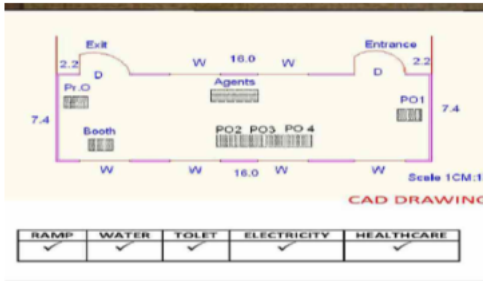 Exit Entrance
2.2 W 16.0 W 2.2
D D
Pr.O Agents
PO1
7.4 7.4
Booth PO2 PO3 PO 4
W W 16.0 W W
Scale 1CM:1
CAD DRAWING
RAMP WATER TOLET ELECTRICITY HEALTHCARE
✓ ✓ ✓ ✓ ✓